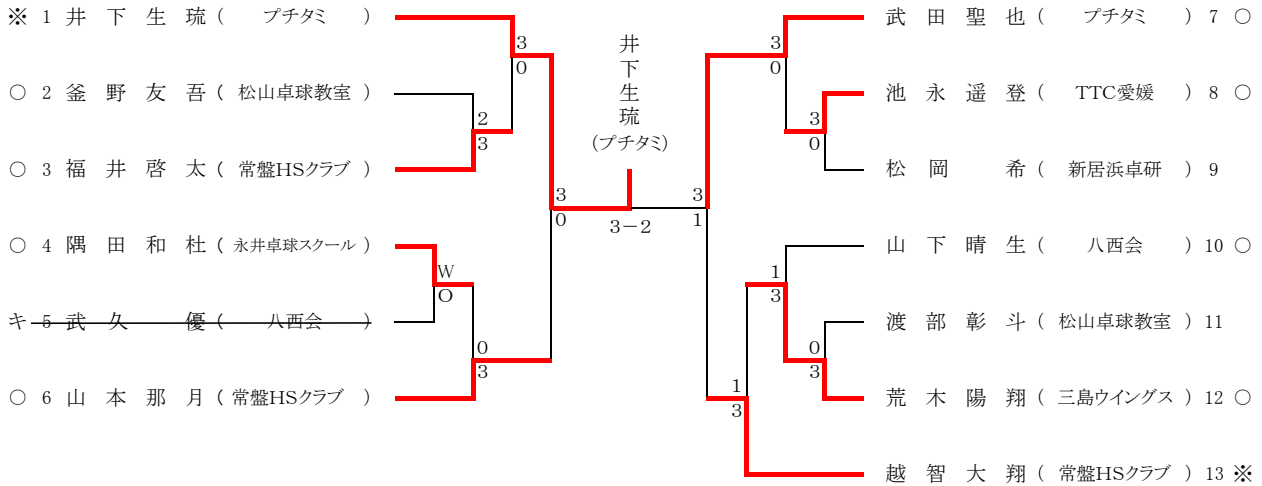 ※ 1 井下生琉 ( プチタミ )
○ 2 釜野友吾 ( 松山卓球教室 )
○ 3 福井啓太 ( 常盤HSクラブ )
○ 4 隅田和杜 ( 永井卓球スクール )
キ 5 武久 優 ( 八西会 )
○ 6 山本那月 ( 常盤HSクラブ )
3
0
2
3
W
O
0
3
3
0
井下生琉
(プチタミ)
3-2
3
1
3
0
3
0
1
3
0
3
1
3
武田聖也 ( プチタミ ) 7 ○
池永遥登 ( TTC愛媛 ) 8 ○
松岡 希 ( 新居浜卓研 ) 9
山下晴生 ( 八西会 ) 10 ○
渡部彰斗 ( 松山卓球教室 ) 11
荒木陽翔 ( 三島ウイングス ) 12 ○
越智大翔 ( 常盤HSクラブ ) 13 ※